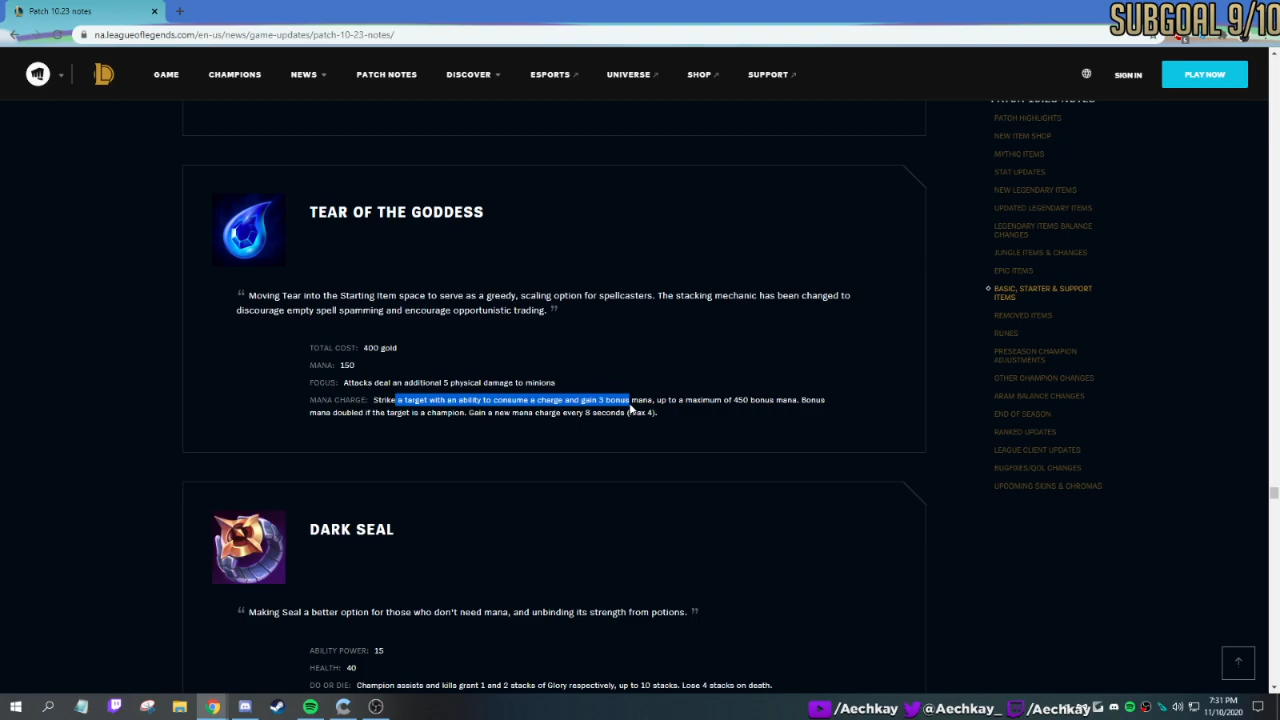 Patch 10.23 notes
SUBGOAL 9/10
na.leagueoflegends.com/en-us/news/game-updates/patch-10-23-notes/
GAME CHAMPIONS NEWS PATCH NOTES DISCOVER ESPORTS UNIVERSE SHOP SUPPORT SIGN IN PLAY NOW
PATCH 10.23 NOTES
PATCH HIGHLIGHTS
NEW ITEM SHOP
MYTHIC ITEMS
STAT UPDATES
NEW LEGENDARY ITEMS
UPDATED LEGENDARY ITEMS
LEGENDARY ITEMS BALANCE
CHANGES
JUNGLE ITEMS & CHANGES
EPIC ITEMS
BASIC, STARTER & SUPPORT
ITEMS
REMOVED ITEMS
RUNES
PRESEASON CHAMPION
ADJUSTMENTS
OTHER CHAMPION CHANGES
ARAM BALANCE CHANGES
END OF SEASON
RANKED UPDATES
LEAGUE CLIENT UPDATES
BUGFIXES/QOL CHANGES
UPCOMING SKINS & CHROMAS
TEAR OF THE GODDESS
“ Moving Tear into the Starting Item space to serve as a greedy, scaling option for spellcasters. The stacking mechanic has been changed to
discourage empty spell spamming and encourage opportunistic trading. ”
TOTAL COST: 400 gold
MANA: 150
FOCUS: Attacks deal an additional 5 physical damage to minions
MANA CHARGE: Strike a target with an ability to consume a charge and gain 3 bonus mana, up to a maximum of 450 bonus mana. Bonus
mana doubled if the target is a champion. Gain a new mana charge every 8 seconds (max 4).
DARK SEAL
“ Making Seal a better option for those who don't need mana, and unbinding its strength from potions. ”
ABILITY POWER: 15
HEALTH: 40
DO OR DIE: Champion assists and kills grant 1 and 2 stacks of Glory respectively, up to 10 stacks. Lose 4 stacks on death.
/Aechkay @Aechkay_ /Aechkay
7:31 PM
11/10/2020